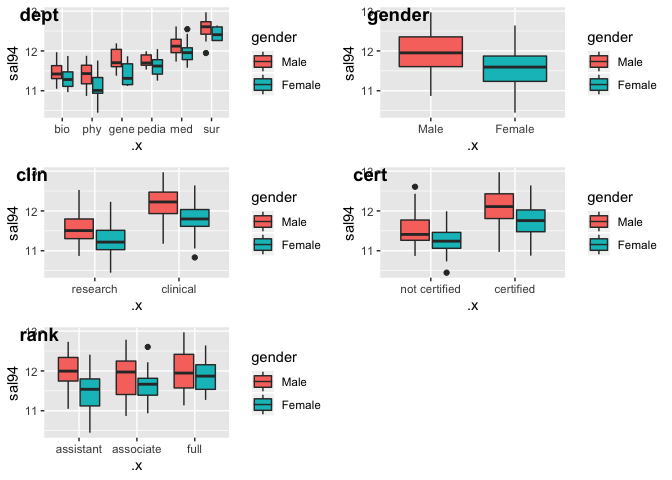 dept
sal94
12
11
bio phy gene pedia med sur
.x
gender
Male
Female
gender
sal94
12
11
Male Female
.x
gender
Male
Female
clin
sal94
12
11
research clinical
.x
gender
Male
Female
cert
sal94
12
11
not certified certified
.x
gender
Male
Female
rank
sal94
13
12
11
assistant associate full
.x
gender
Male
Female